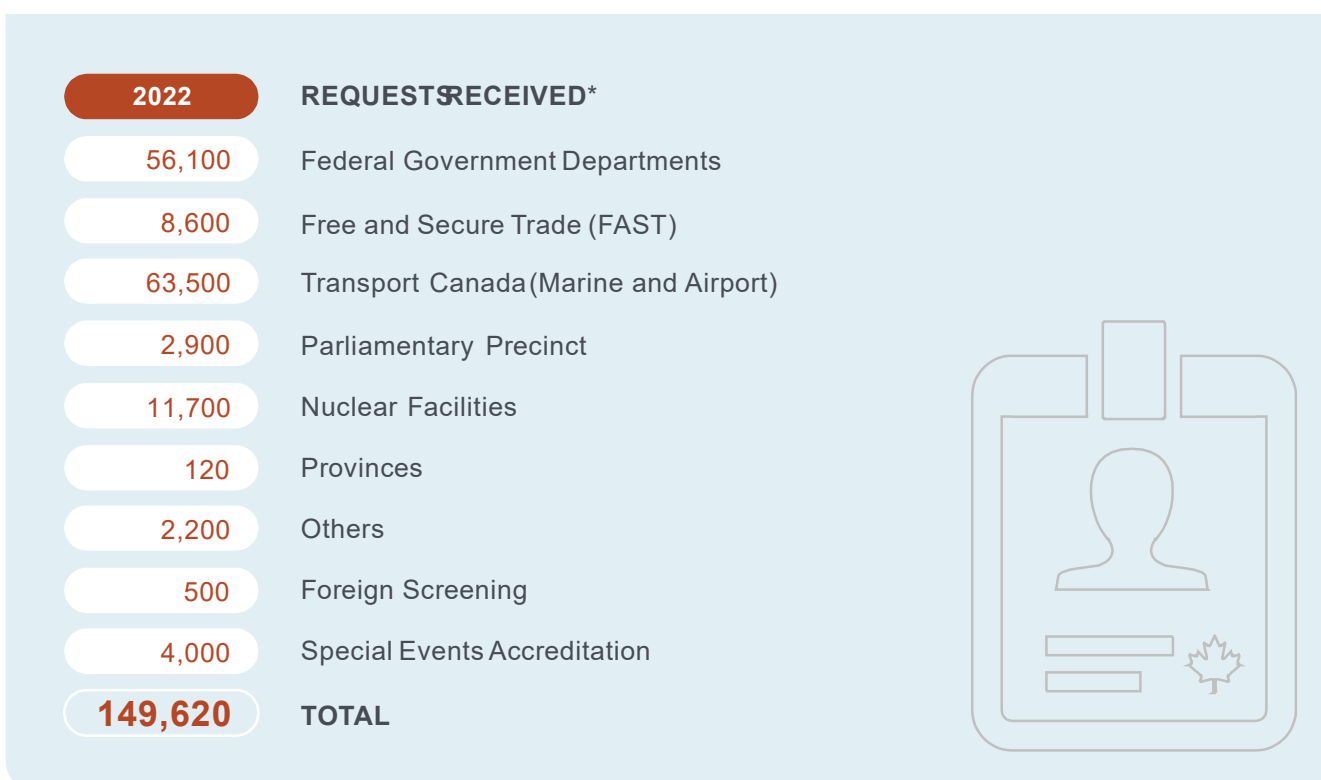 2022 REQUESTS RECEIVED*
56,100 Federal Government Departments
8,600 Free and Secure Trade (FAST)
63,500 Transport Canada (Marine and Airport)
2,900 Parliamentary Precinct
11,700 Nuclear Facilities
120 Provinces
2,200 Others
500 Foreign Screening
4,000 Special Events Accreditation
149,620 TOTAL